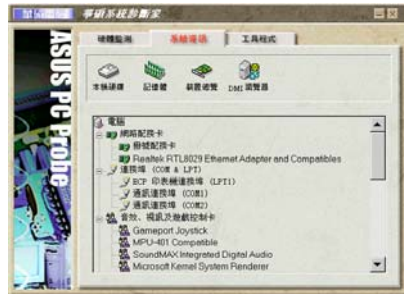 華碩系統診斷家
硬體監測 系統資訊 工具程式
本機硬碟 記憶體 裝置總覽 DMI 瀏覽器
ASUS PC Probe
電腦
網路配接卡
撥號配接卡
Realtek RTL8029 Ethernet Adapter and Compatibles
連接埠 (COM & LPT)
ECP 印表機連接埠 (LPT1)
通訊連接埠 (COM1)
通訊連接埠 (COM2)
音效、視訊及遊戲控制卡
Gameport Joystick
MPU-401 Compatible
SoundMAX Integrated Digital Audio
Microsoft Kernel System Renderer